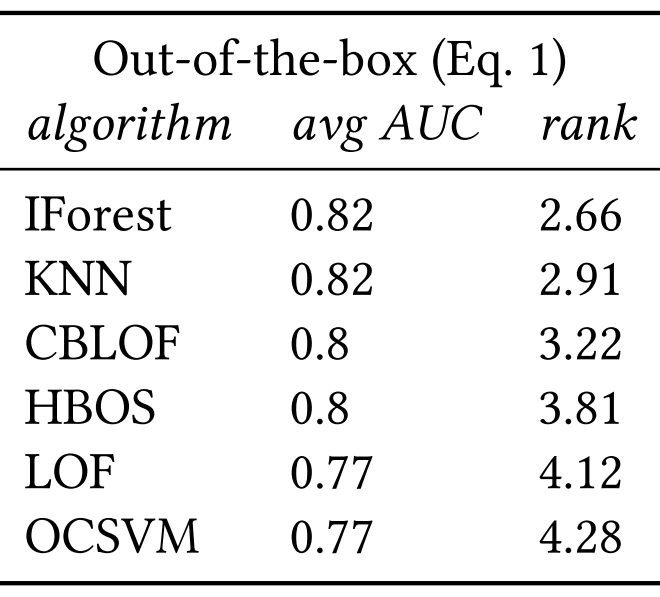 Out-of-the-box (Eq. 1)
algorithm avg AUC rank
IForest 0.82 2.66
KNN 0.82 2.91
CBLOF 0.8 3.22
HBOS 0.8 3.81
LOF 0.77 4.12
OCSVM 0.77 4.28